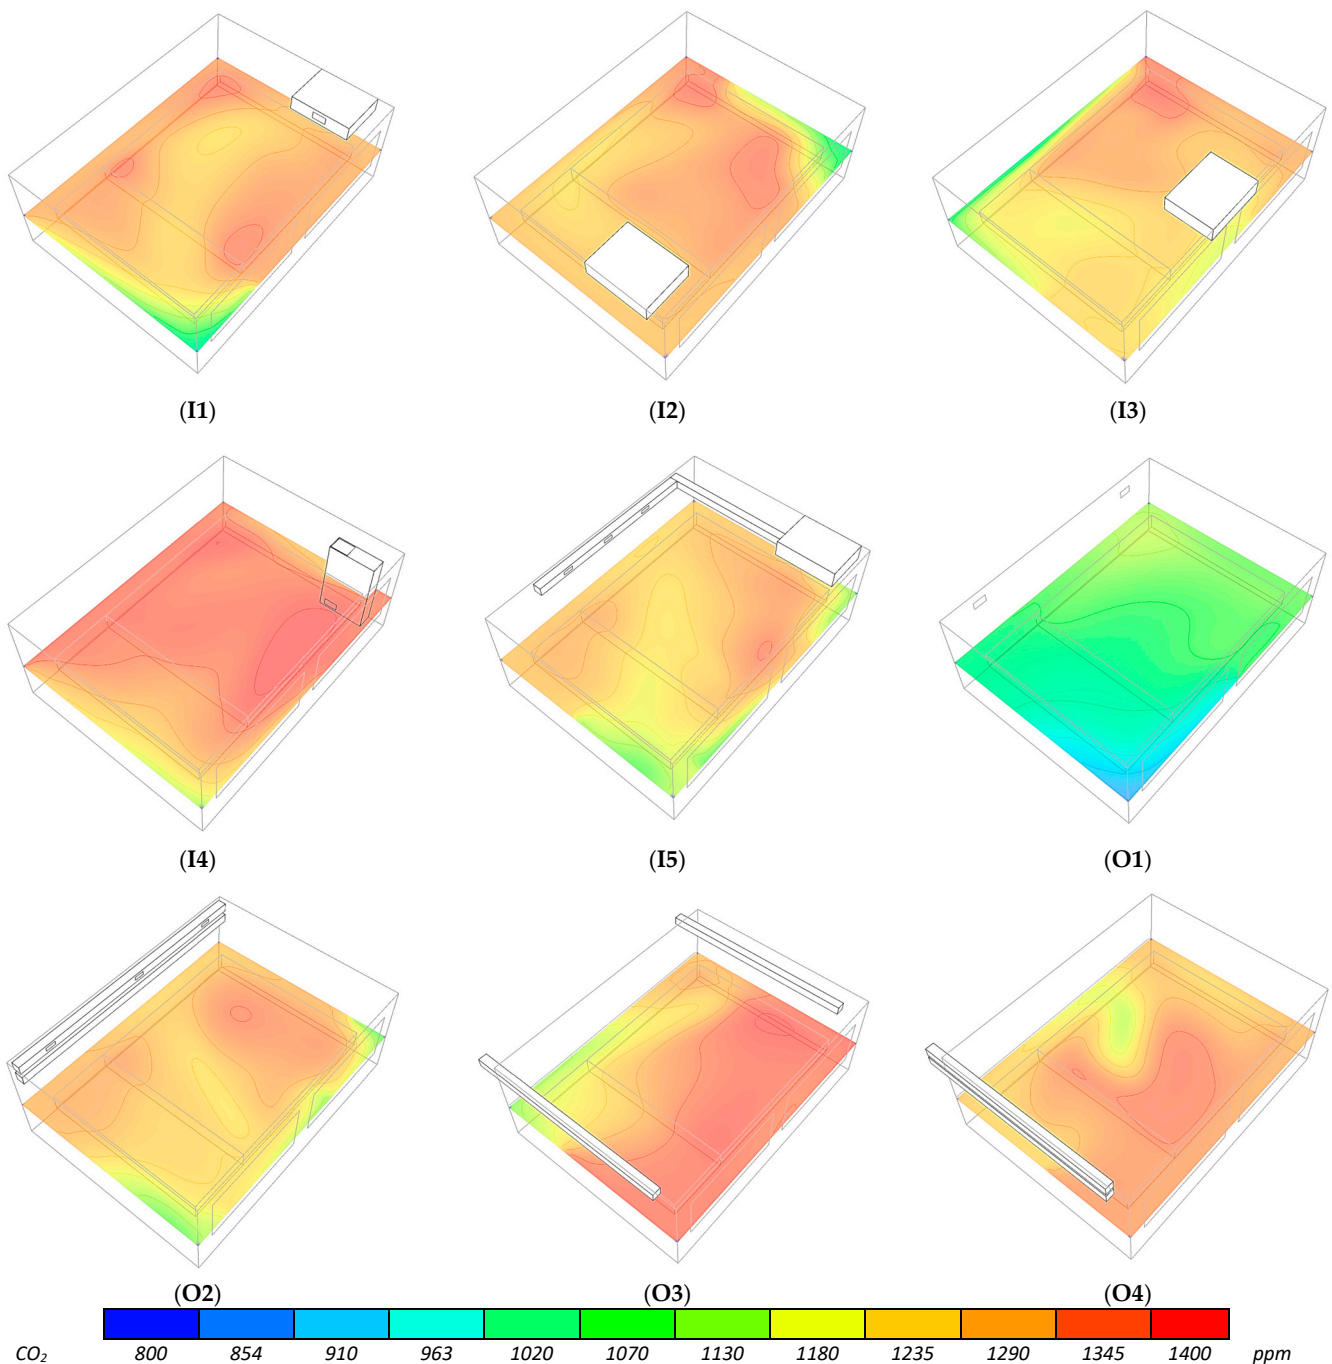 (I1) (I2) (I3)
(I4) (I5) (O1)
(O2) (O3) (O4)
CO₂ 800 854 910 963 1020 1070 1130 1180 1235 1290 1345 1400 ppm